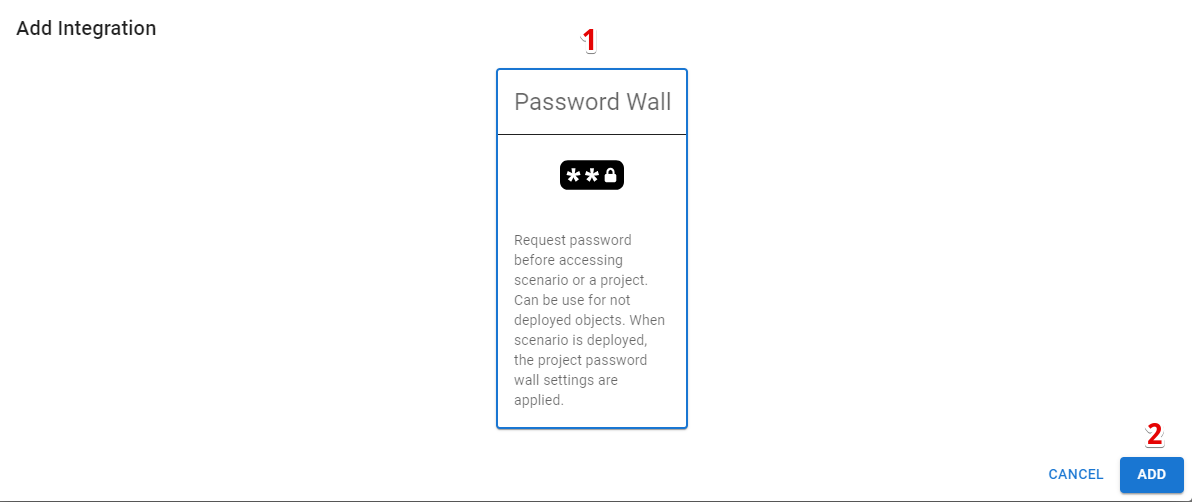 Add Integration
1
Password Wall
**
Request password
before accessing
scenario or a project.
Can be use for not
deployed objects. When
scenario is deployed,
the project password
wall settings are
applied.
2
CANCEL
ADD